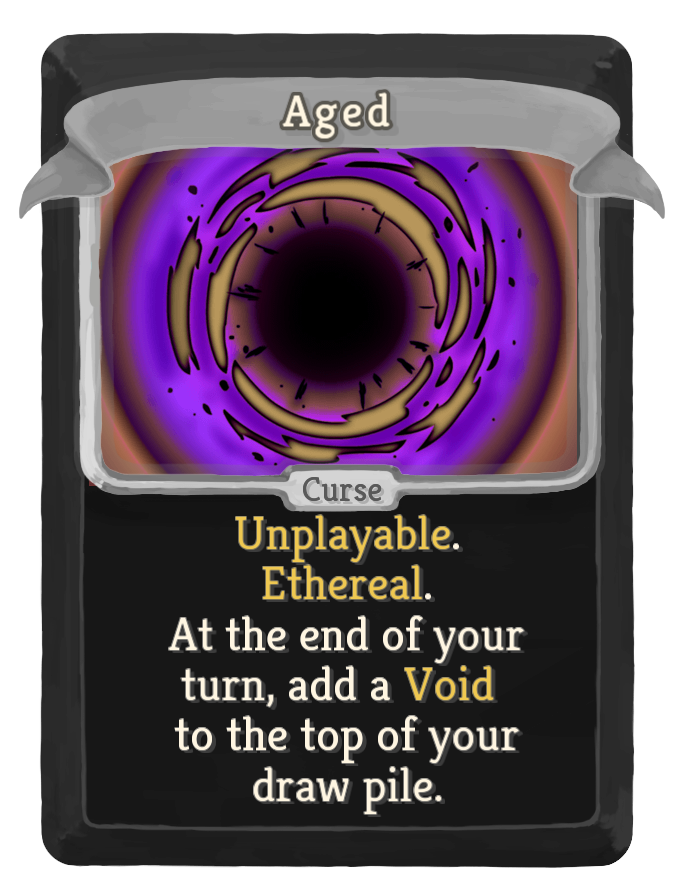 Aged
Curse
Unplayable.
Ethereal.
At the end of your
turn, add a Void
to the top of your
draw pile.